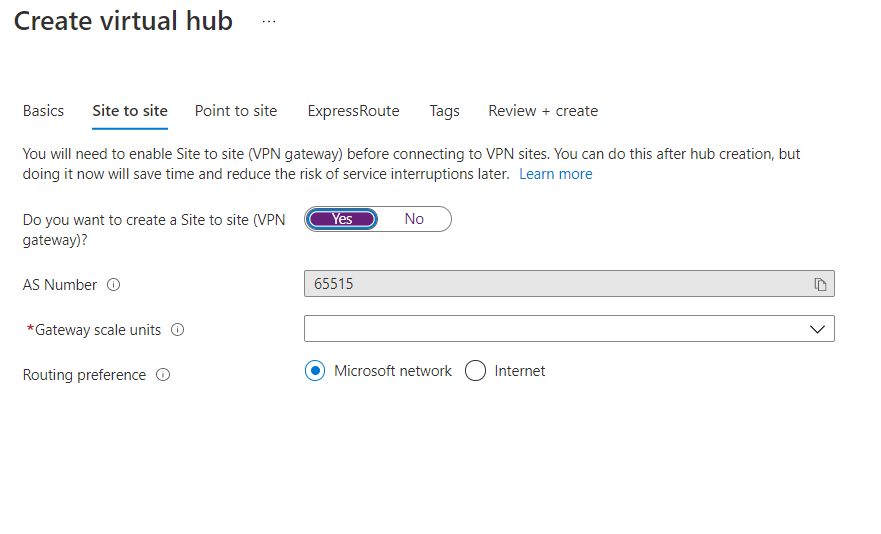 Create virtual hub ...
Basics Site to site Point to site ExpressRoute Tags Review + create
You will need to enable Site to site (VPN gateway) before connecting to VPN sites. You can do this after hub creation, but
doing it now will save time and reduce the risk of service interruptions later. Learn more
Do you want to create a Site to site (VPN
gateway)?
Yes No
AS Number
65515
*Gateway scale units
Routing preference
Microsoft network Internet